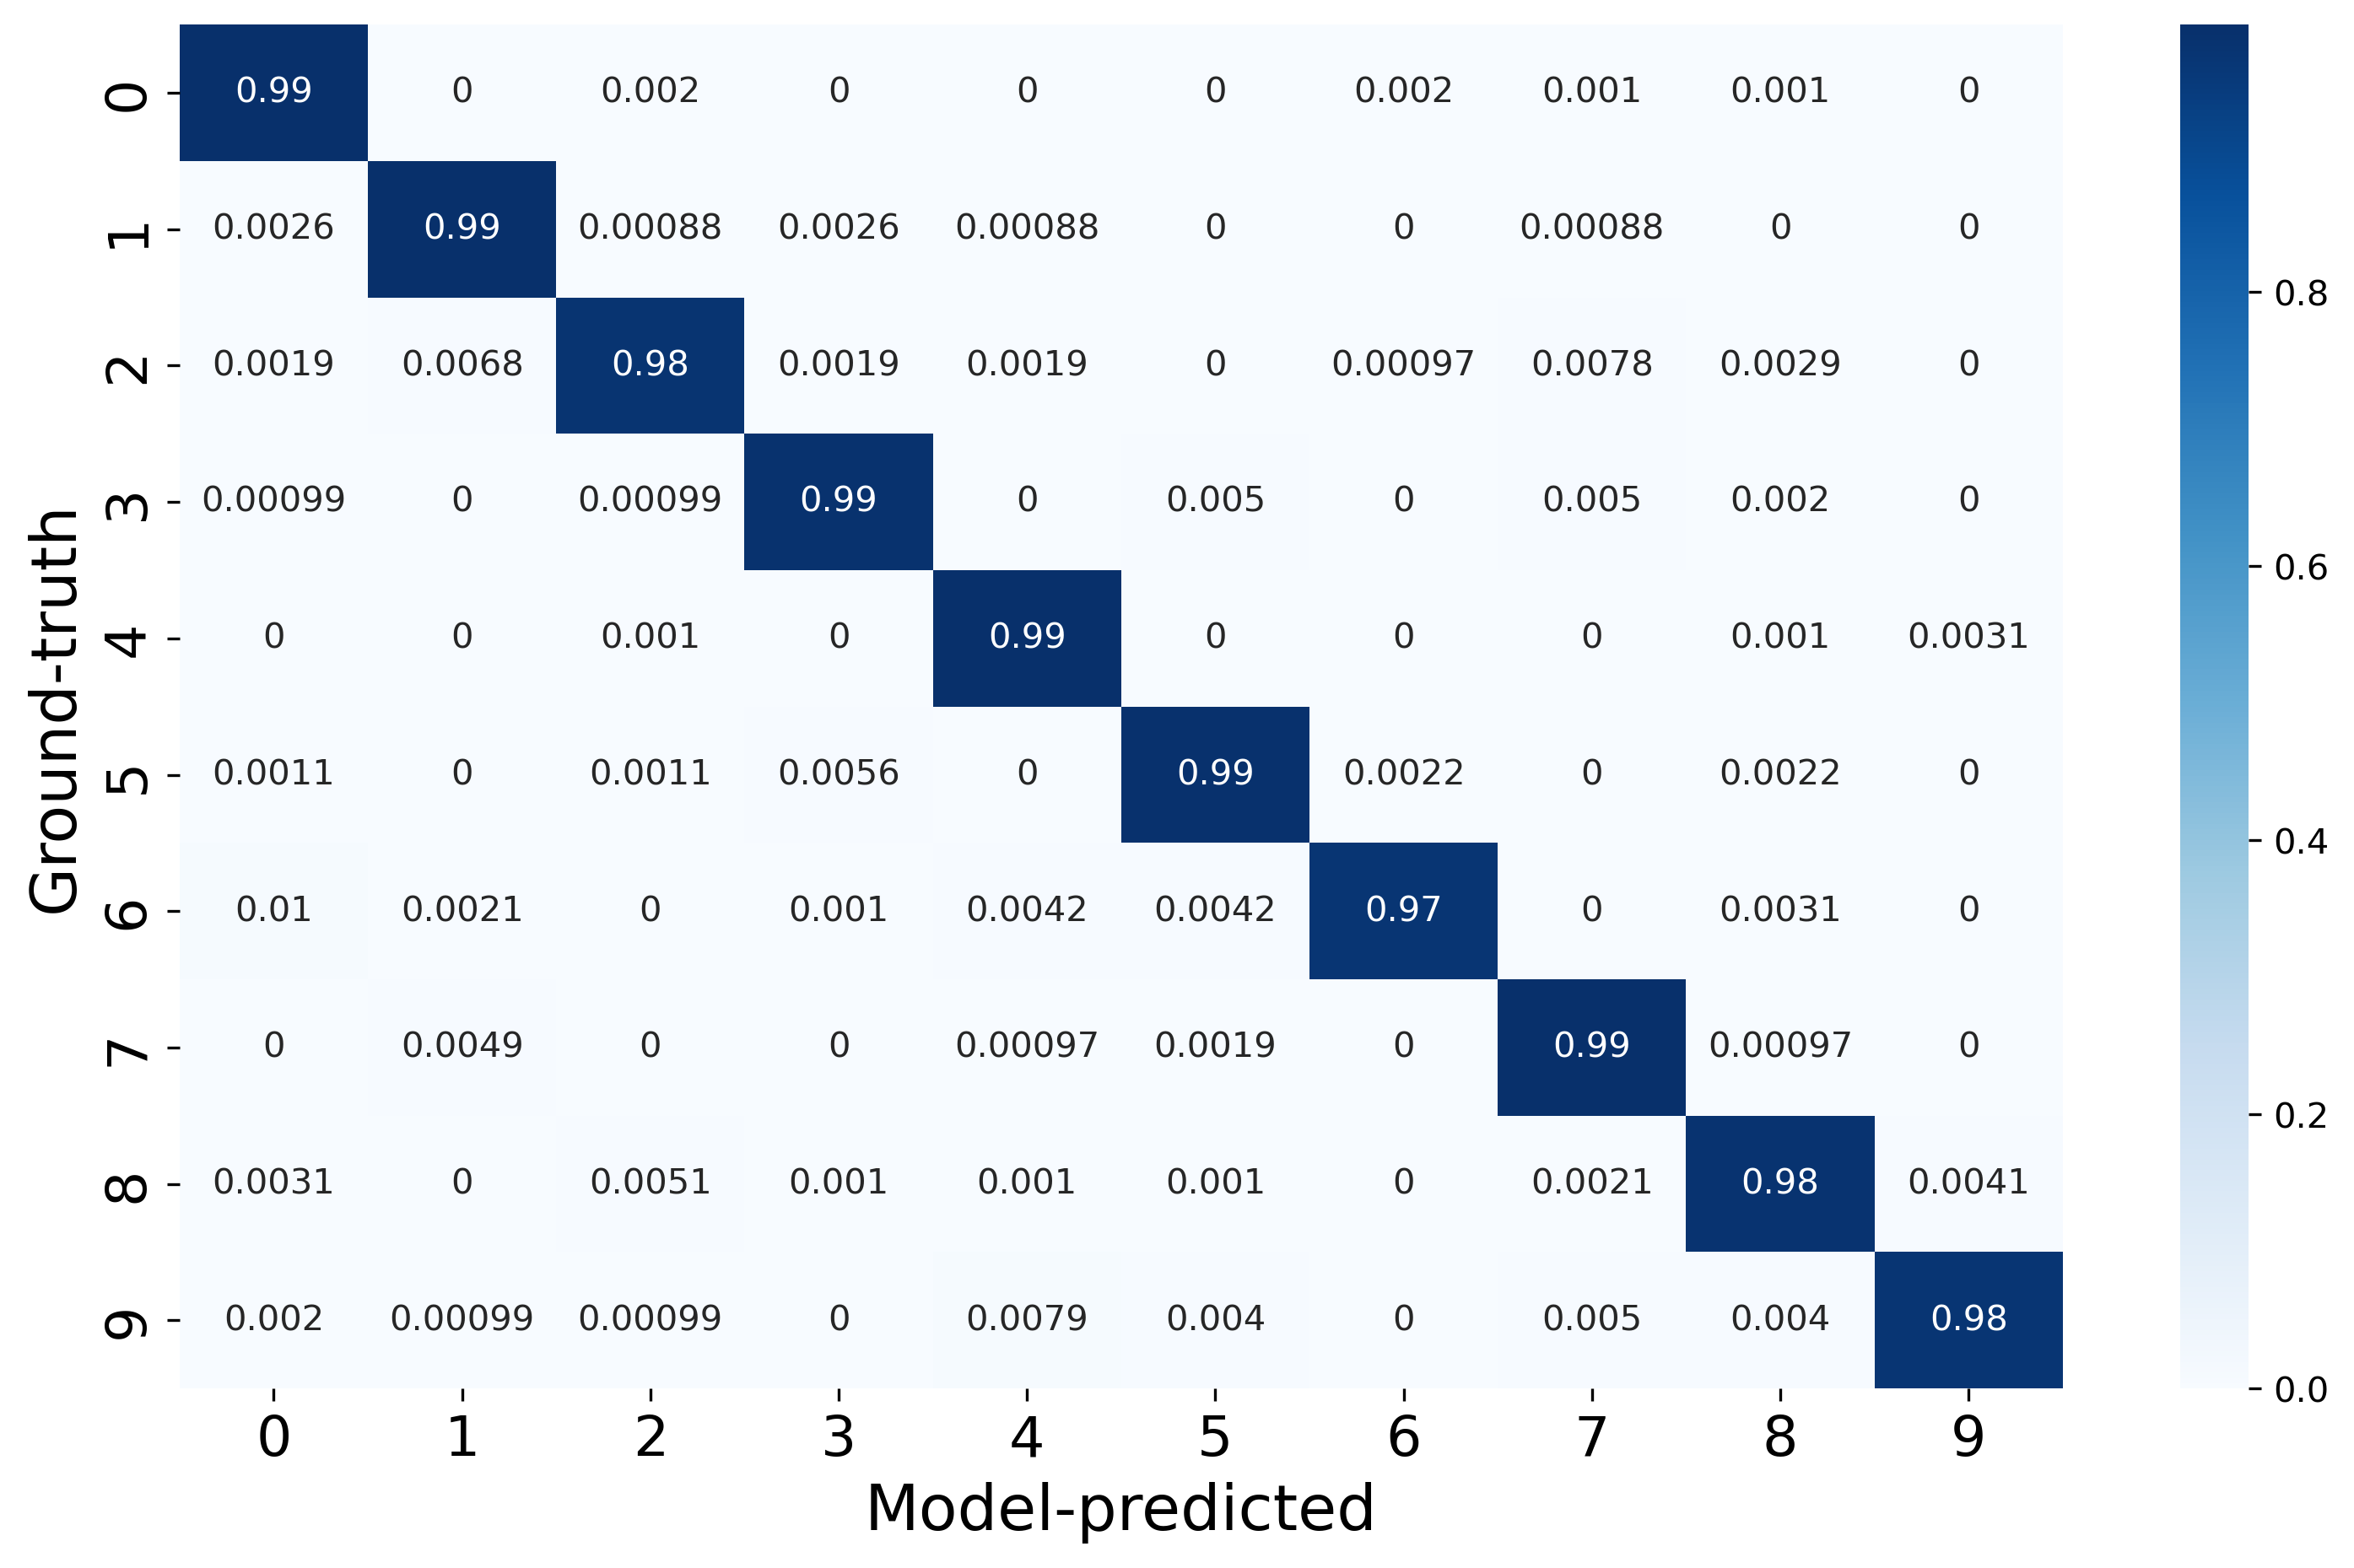 0 0.99 0 0.002 0 0 0 0.002 0.001 0.001 0
1 0.0026 0.99 0.00088 0.0026 0.00088 0 0 0.00088 0 0
2 0.0019 0.0068 0.98 0.0019 0.0019 0 0.00097 0.0078 0.0029 0
3 0.00099 0 0.00099 0.99 0 0.005 0 0.005 0.002 0
4 0 0 0.001 0 0.99 0 0 0 0.001 0.0031
5 0.0011 0 0.0011 0.0056 0 0.99 0.0022 0 0.0022 0
6 0.01 0.0021 0 0.001 0.0042 0.0042 0.97 0 0.0031 0
7 0 0.0049 0 0 0.00097 0.0019 0 0.99 0.00097 0
8 0.0031 0 0.0051 0.001 0.001 0.001 0 0.0021 0.98 0.0041
9 0.002 0.00099 0.00099 0 0.0079 0.004 0 0.005 0.004 0.98
0 1 2 3 4 5 6 7 8 9
Model-predicted
Ground-truth
0.8
0.6
0.4
0.2
0.0